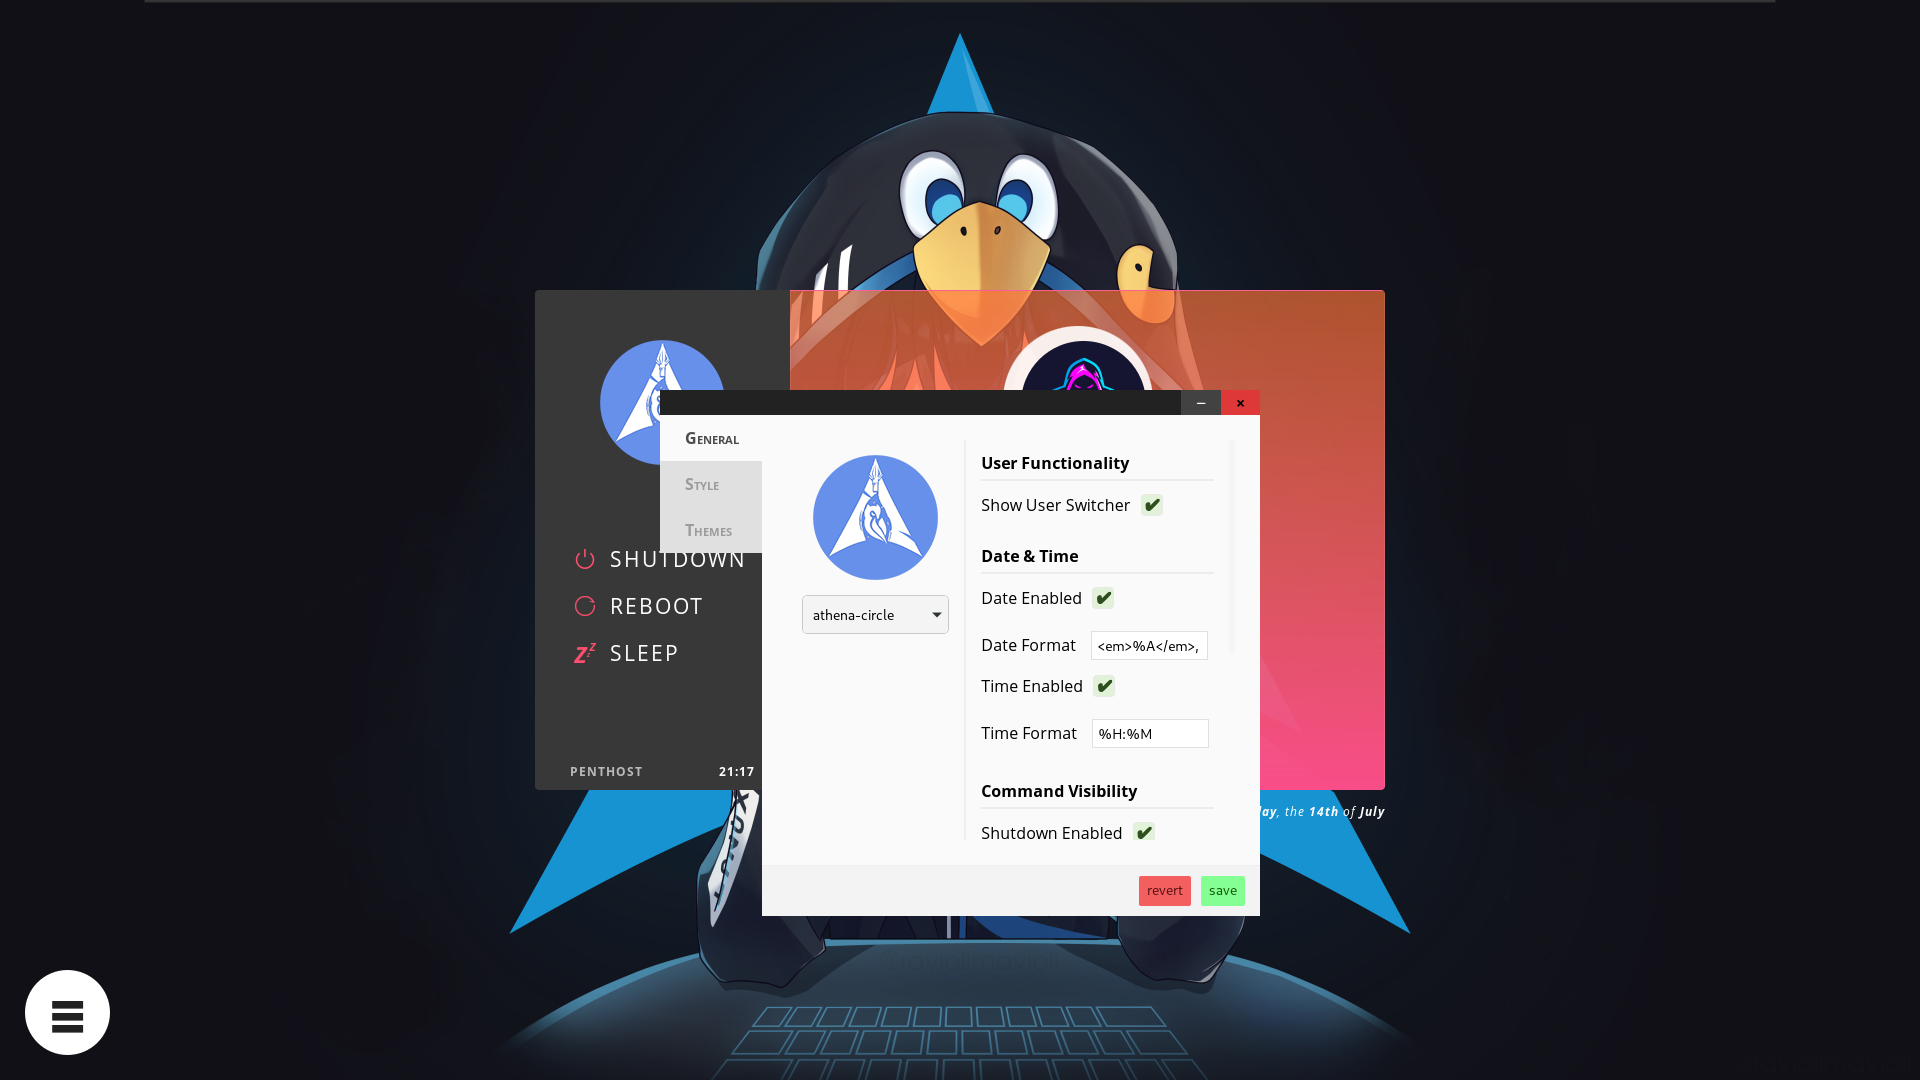 General
Style
Themes
SHUTDOWN
REBOOT
SLEEP
PENTHOST
21:17
athena-circle
User Functionality
Show User Switcher ✔
Date & Time
Date Enabled ✔
Date Format <em>%A</em>,
Time Enabled ✔
Time Format %H:%M
Command Visibility
Shutdown Enabled ✔
revert save
, the 14th of July